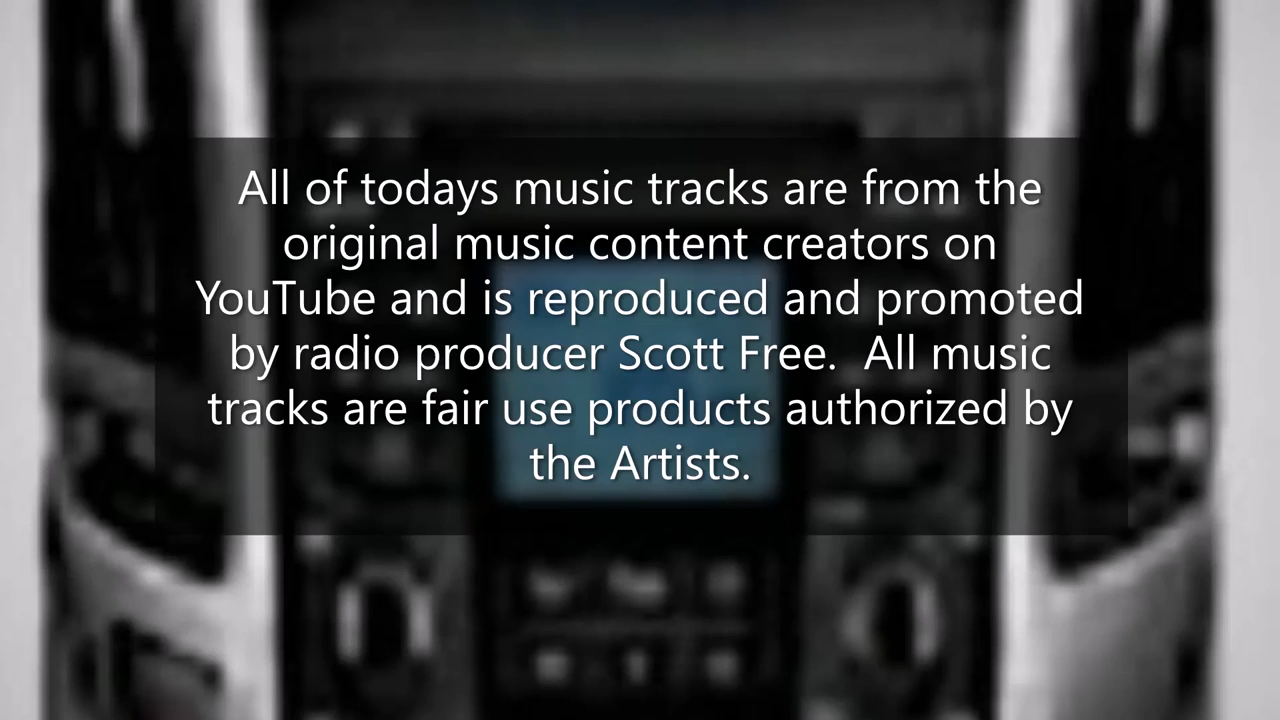 All of todays music tracks are from the
original music content creators on
YouTube and is reproduced and promoted
by radio producer Scott Free.  All music
tracks are fair use products authorized by
the Artists.